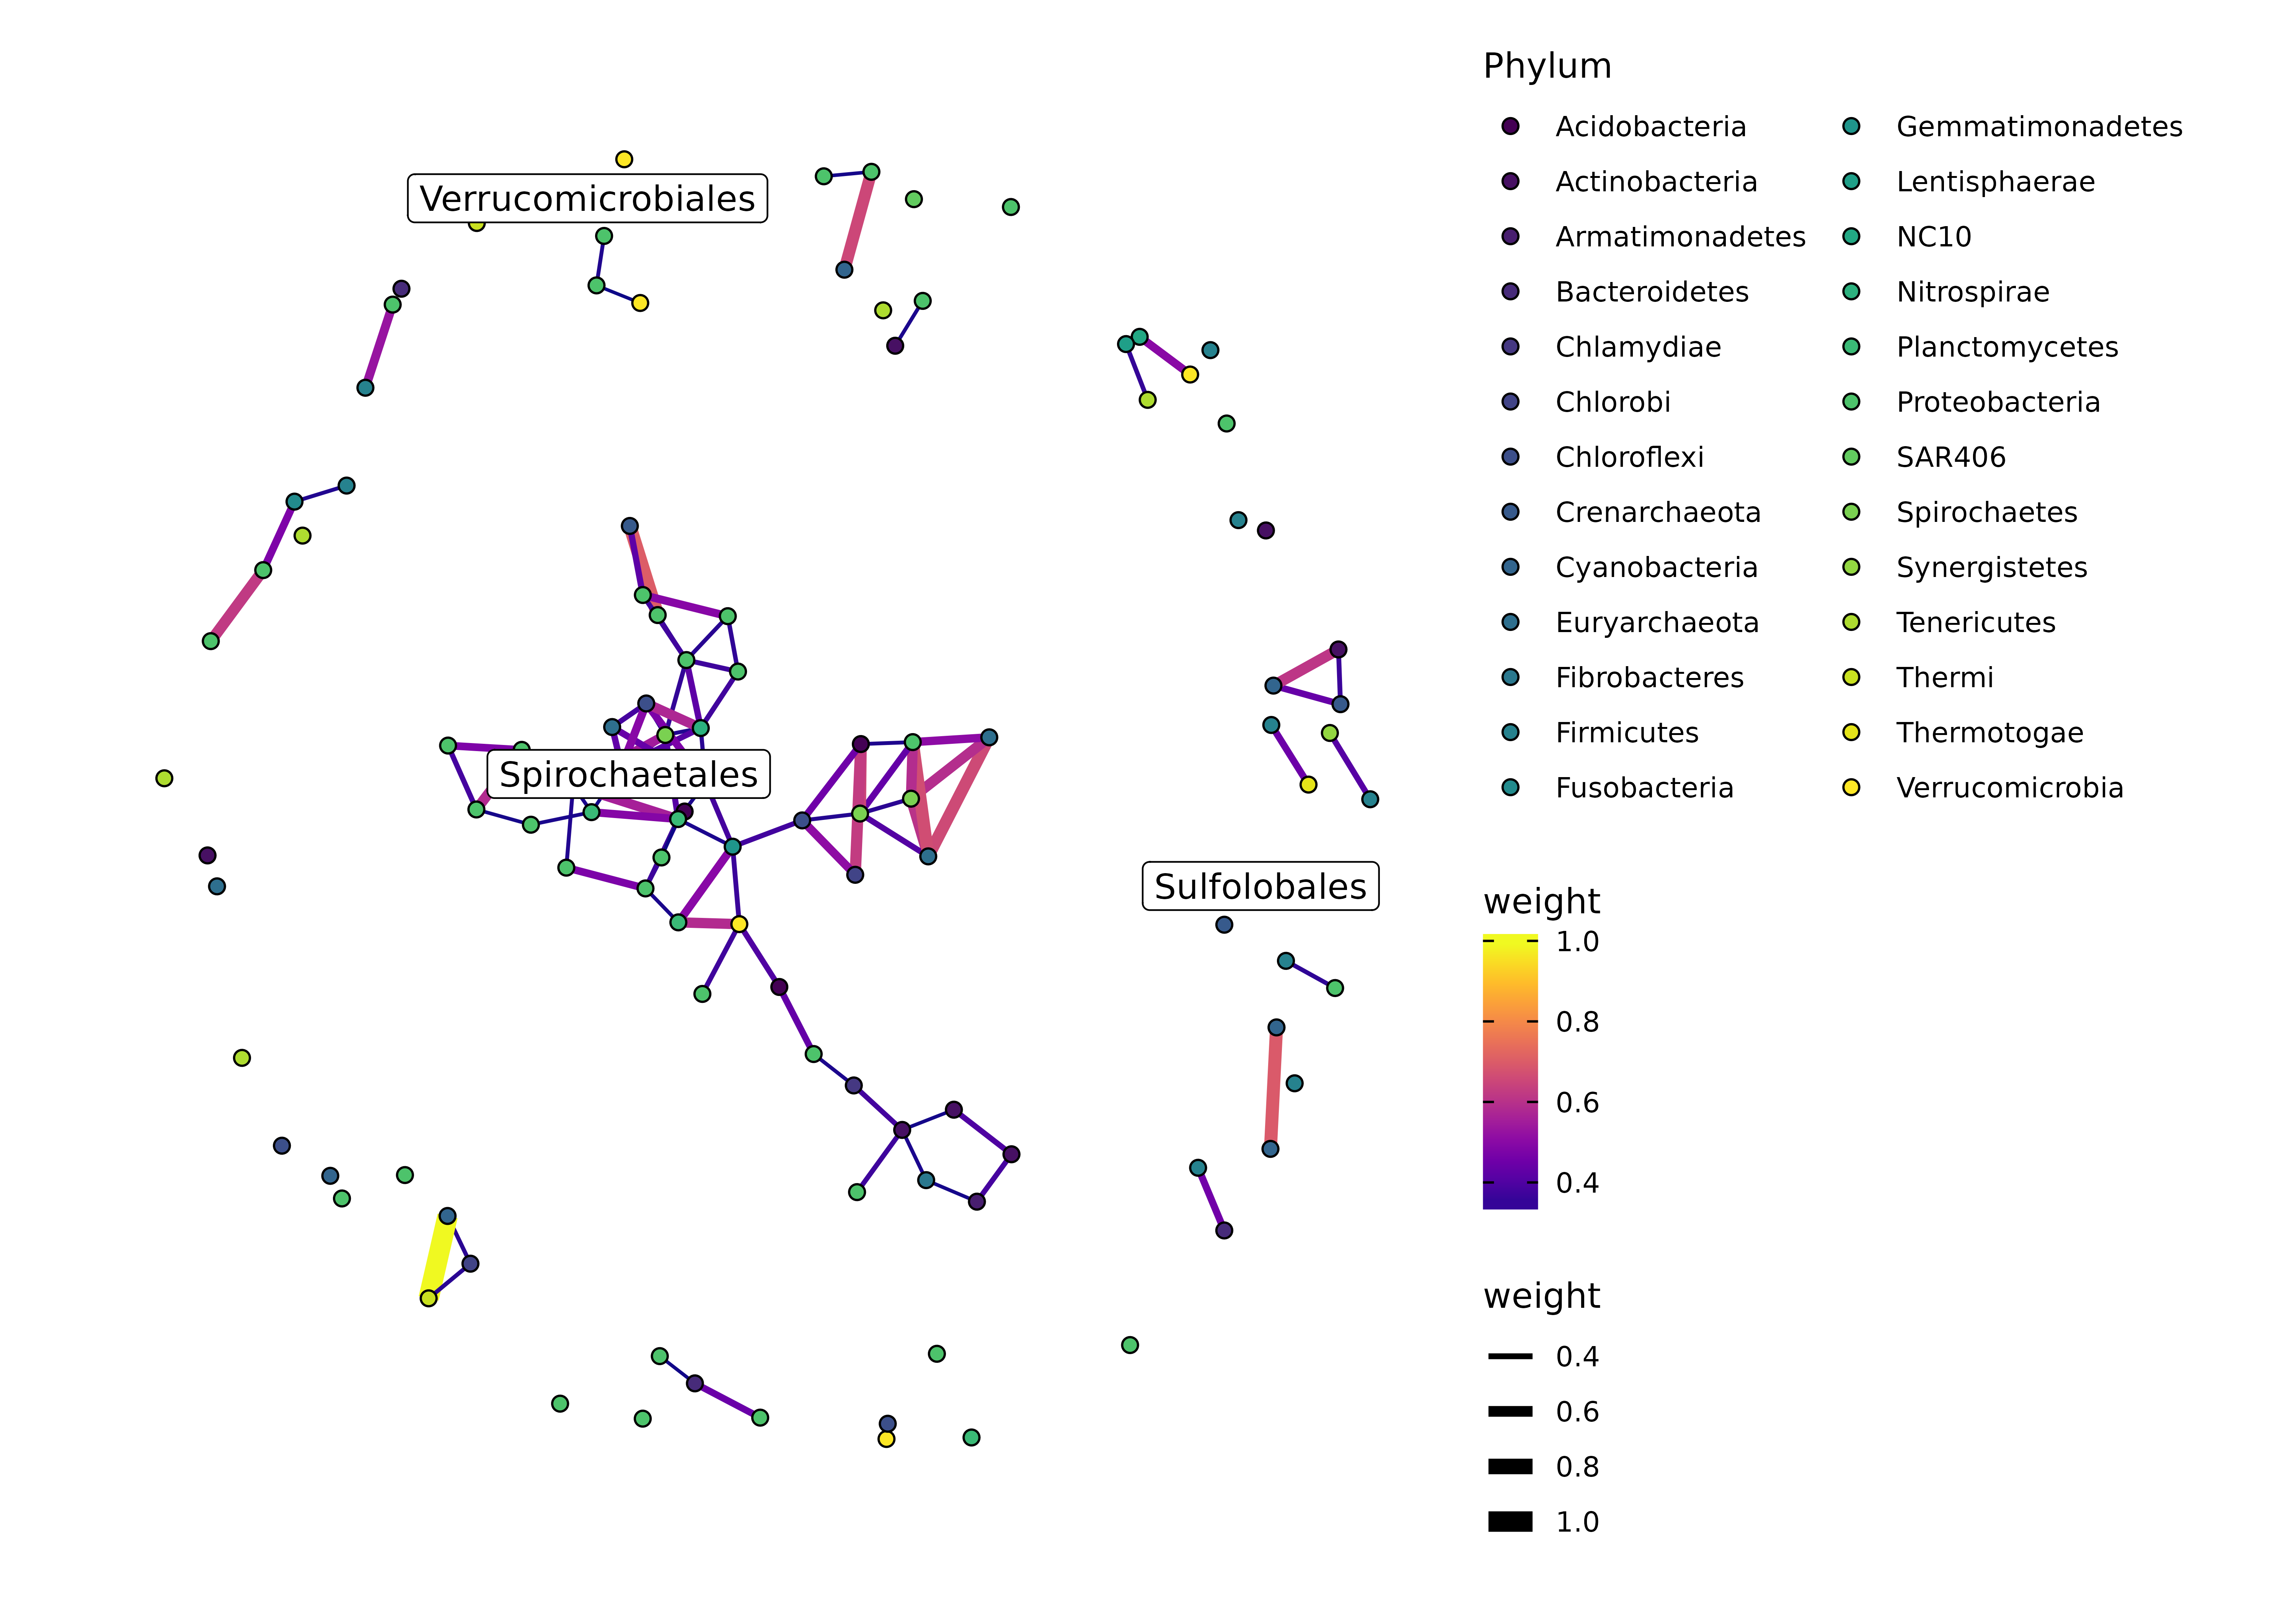 Verrucomicrobiales
Spirochaetales
Sulfolobales
Phylum
Acidobacteria
Actinobacteria
Armatimonadetes
Bacteroidetes
Chlamydiae
Chlorobi
Chloroflexi
Crenarchaeota
Cyanobacteria
Euryarchaeota
Fibrobacteres
Firmicutes
Fusobacteria
Gemmatimonadetes
Lentisphaerae
NC10
Nitrospirae
Planctomycetes
Proteobacteria
SAR406
Spirochaetes
Synergistetes
Tenericutes
Thermi
Thermotogae
Verrucomicrobia
weight
1.0
0.8
0.6
0.4
weight
0.4
0.6
0.8
1.0